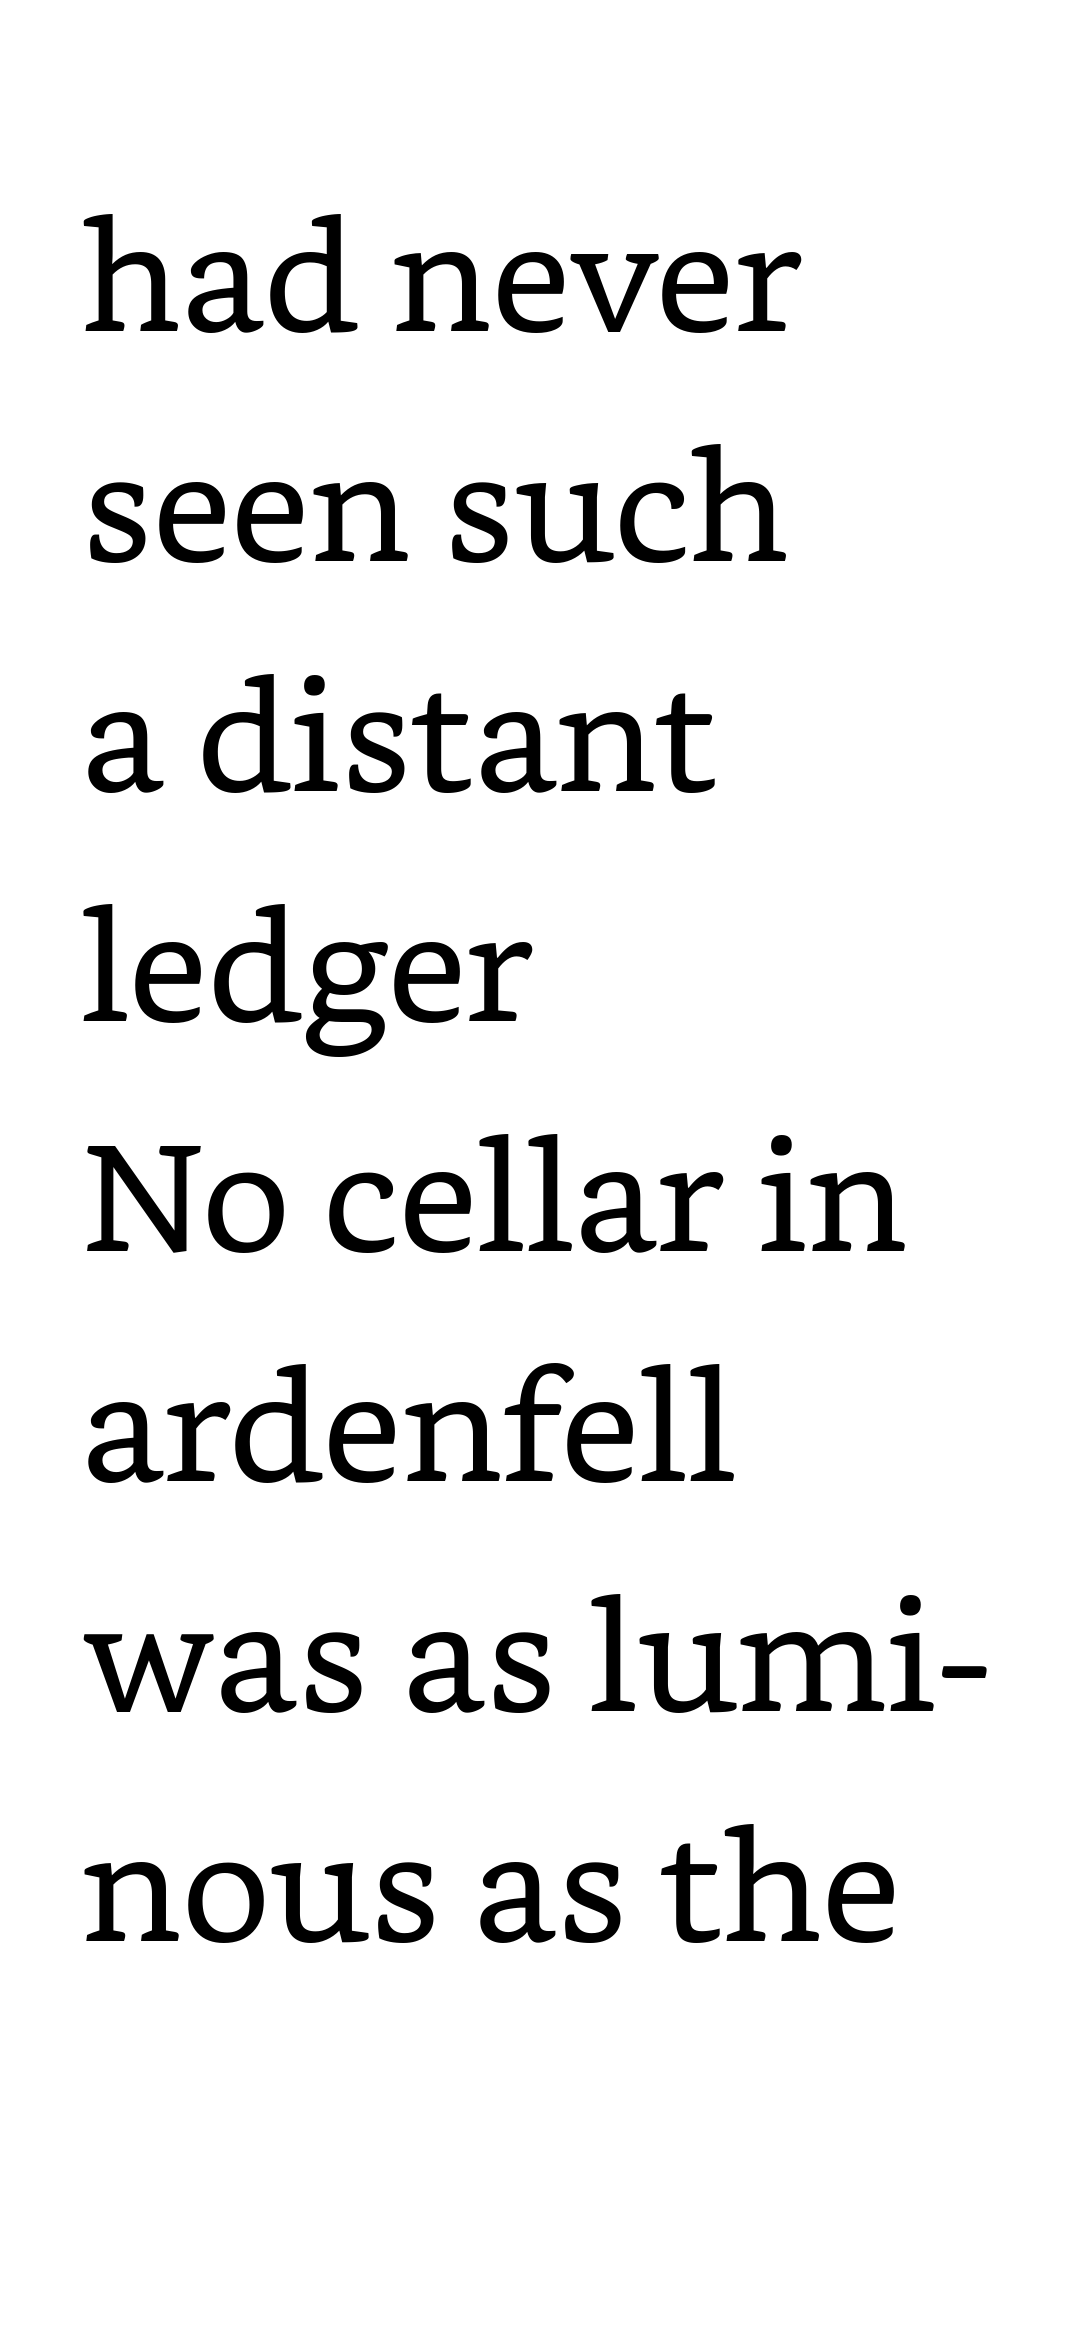 had never
seen such
a distant
ledger
No cellar in
ardenfell
was as lumi-
nous as the